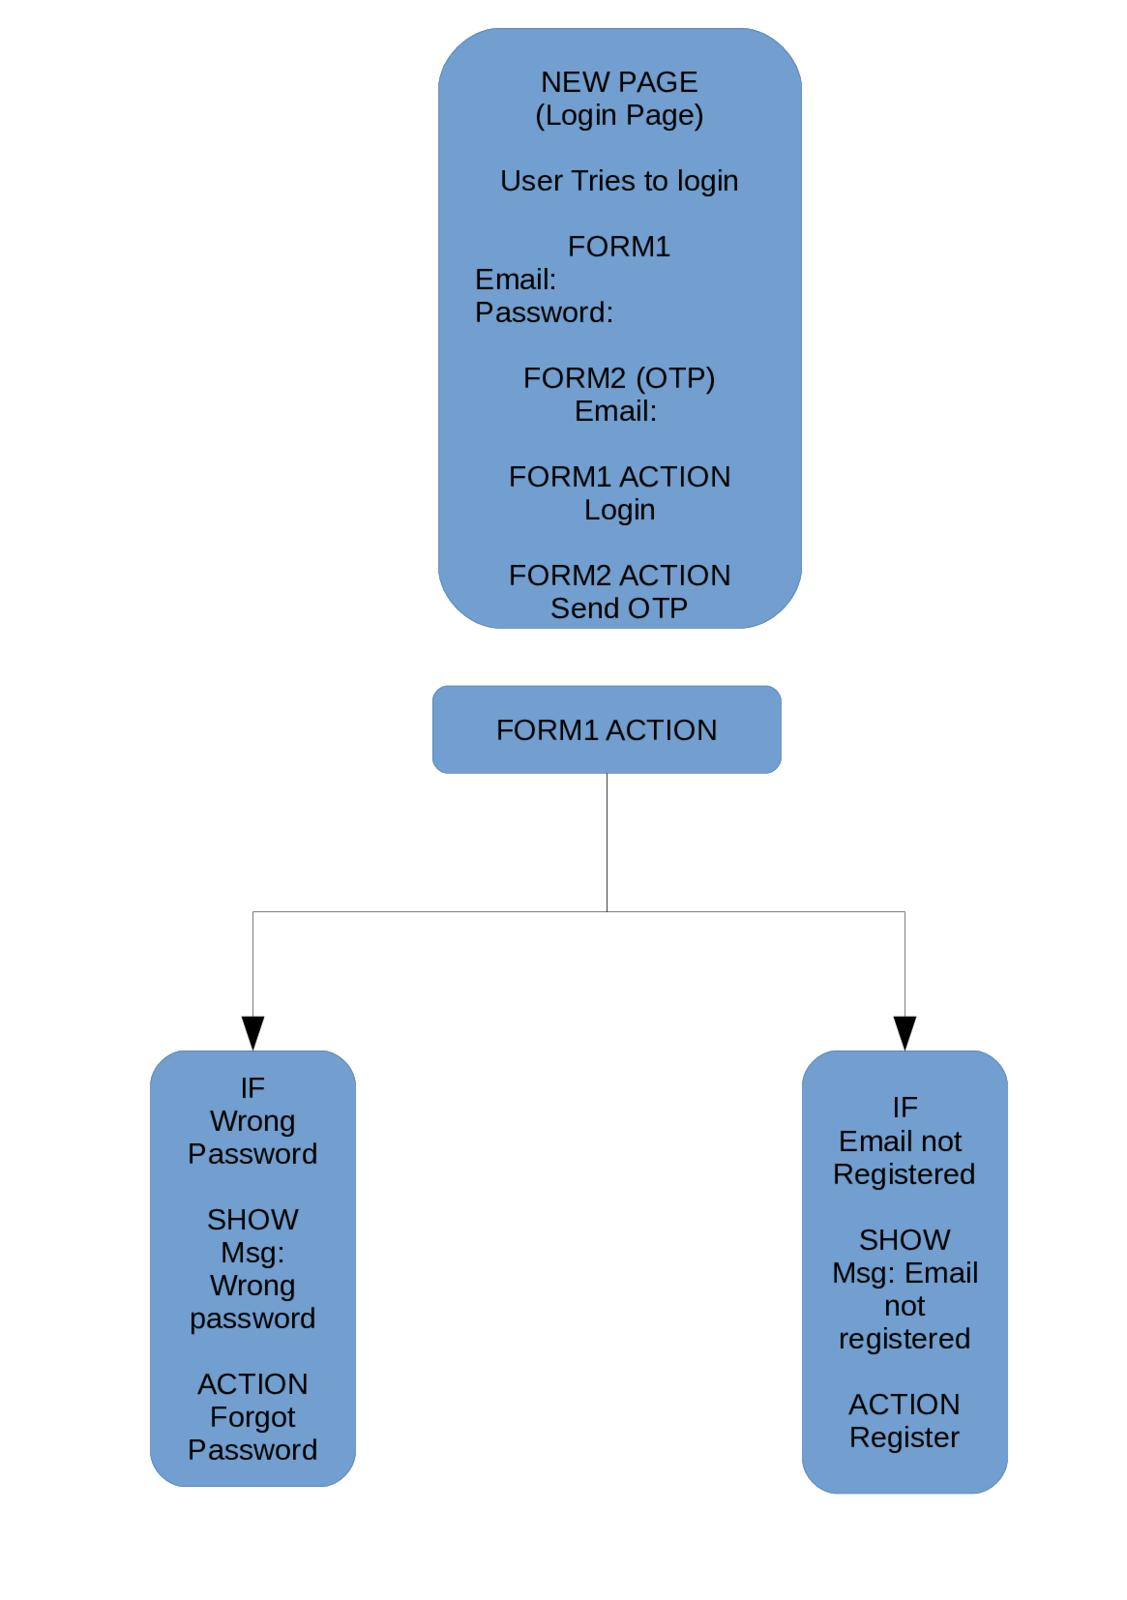 NEW PAGE
(Login Page)
User Tries to login
FORM1
Email:
Password:
FORM2 (OTP)
Email:
FORM1 ACTION
Login
FORM2 ACTION
Send OTP
FORM1 ACTION
IF
Wrong
Password
SHOW
Msg:
Wrong
password
ACTION
Forgot
Password
IF
Email not
Registered
SHOW
Msg: Email
not
registered
ACTION
Register